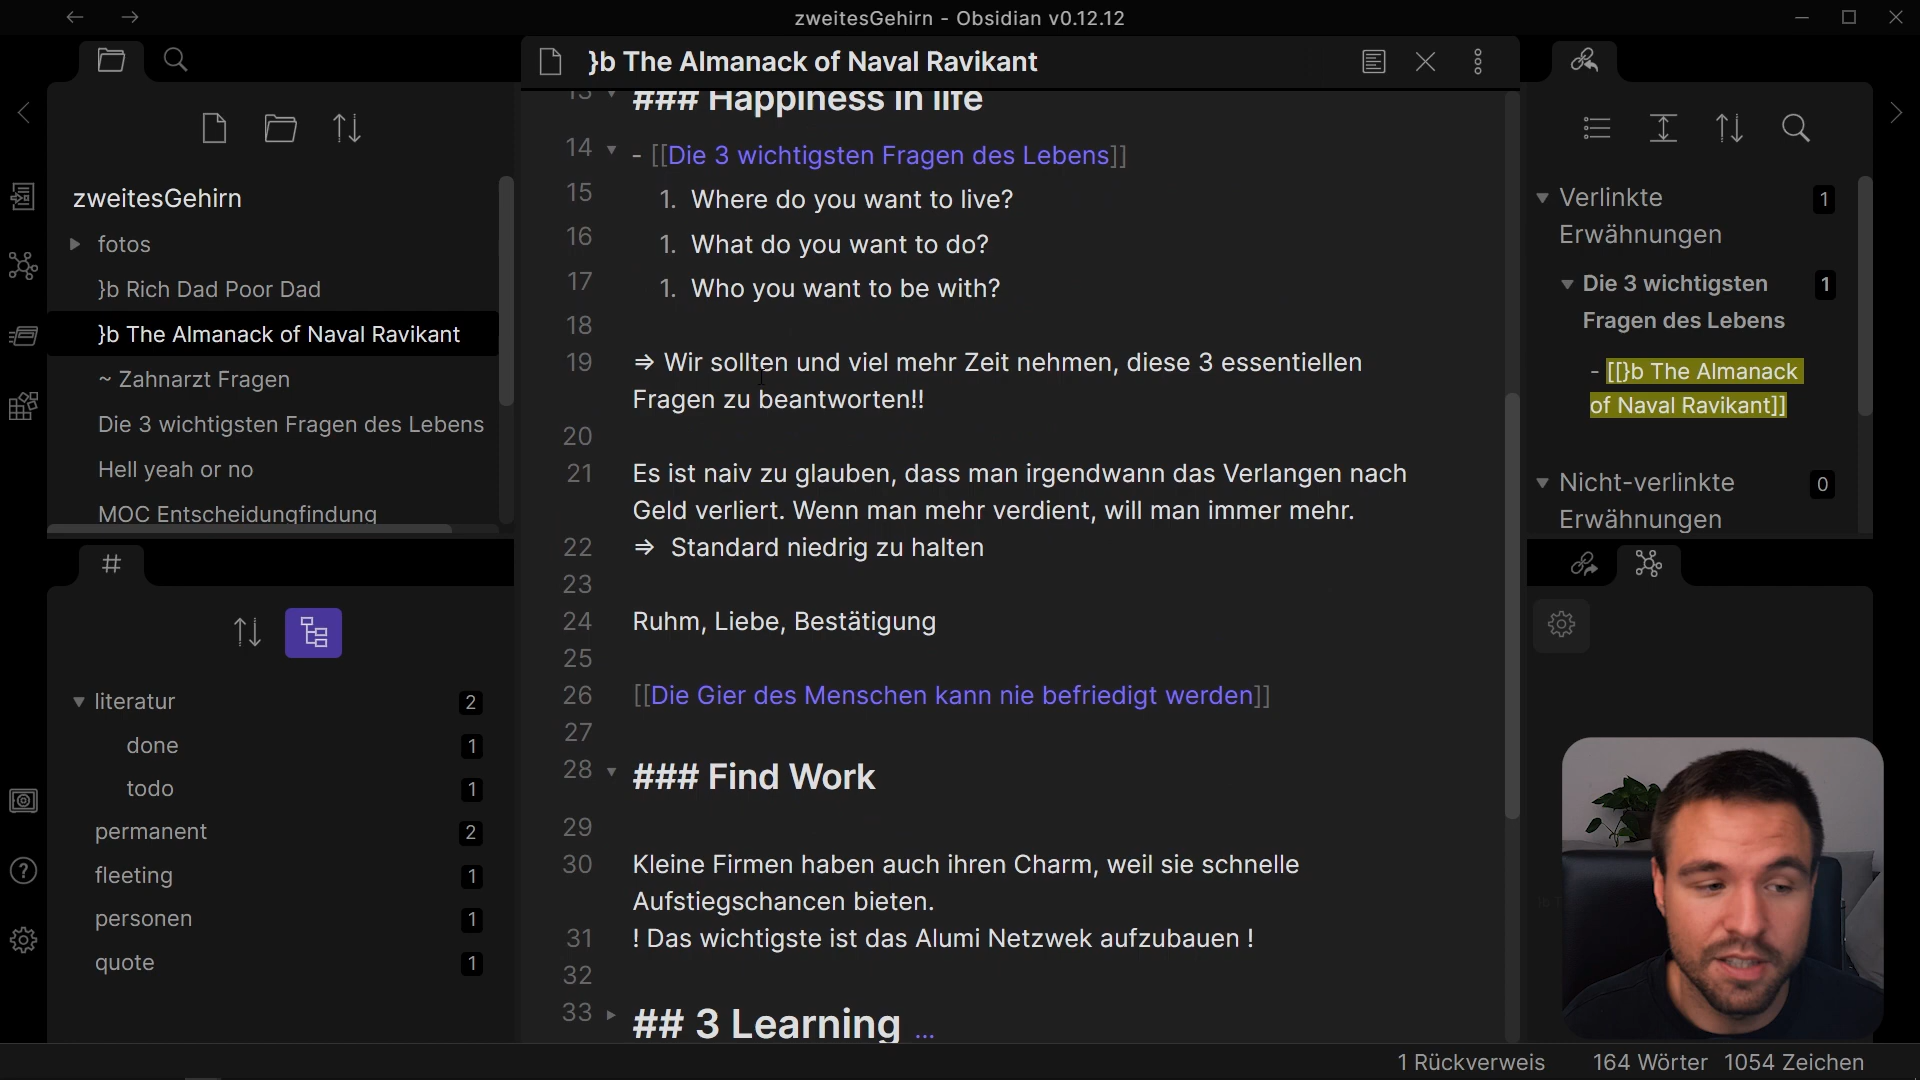 zweitesGehirn - Obsidian v0.12.12
zweitesGehirn
fotos
}b Rich Dad Poor Dad
}b The Almanack of Naval Ravikant
~ Zahnarzt Fragen
Die 3 wichtigsten Fragen des Lebens
Hell yeah or no
MOC Entscheidungfindung
#
literatur 2
done 1
todo 1
permanent 2
fleeting 1
personen 1
quote 1
}b The Almanack of Naval Ravikant
13 ### Happiness in life
14 - [[Die 3 wichtigsten Fragen des Lebens]]
15 1. Where do you want to live?
16 1. What do you want to do?
17 1. Who you want to be with?
18
19 => Wir sollten und viel mehr Zeit nehmen, diese 3 essentiellen
Fragen zu beantworten!!
20
21 Es ist naiv zu glauben, dass man irgendwann das Verlangen nach
Geld verliert. Wenn man mehr verdient, will man immer mehr.
22 => Standard niedrig zu halten
23
24 Ruhm, Liebe, Bestätigung
25
26 [[Die Gier des Menschen kann nie befriedigt werden]]
27
28 ### Find Work
29
30 Kleine Firmen haben auch ihren Charm, weil sie schnelle
Aufstiegschancen bieten.
31 ! Das wichtigste ist das Alumi Netzwek aufzubauen !
32
33 ## 3 Learning ...
Verlinkte 1
Erwähnungen
Die 3 wichtigsten 1
Fragen des Lebens
- [[}b The Almanack
of Naval Ravikant]]
Nicht-verlinkte 0
Erwähnungen
1 Rückverweis 164 Wörter 1054 Zeichen